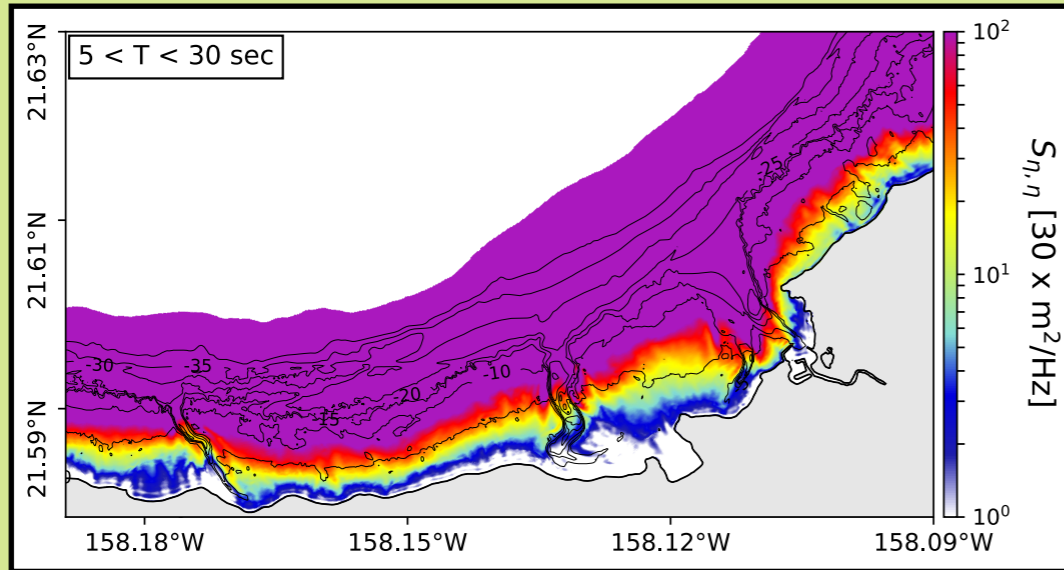 5 < T < 30 sec
21.63°N
21.61°N
21.59°N
158.18°W
158.15°W
158.12°W
158.09°W
-25
-30
-35
-10
-20
-15
10²
10¹
10⁰
Sη,η [30 x m²/Hz]